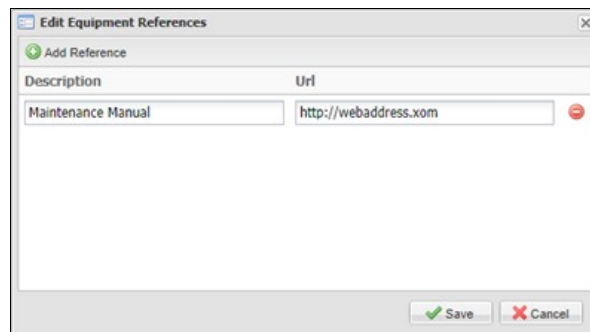 Edit Equipment References
Add Reference
Description Url
Maintenance Manual http://webaddress.xom
Save Cancel